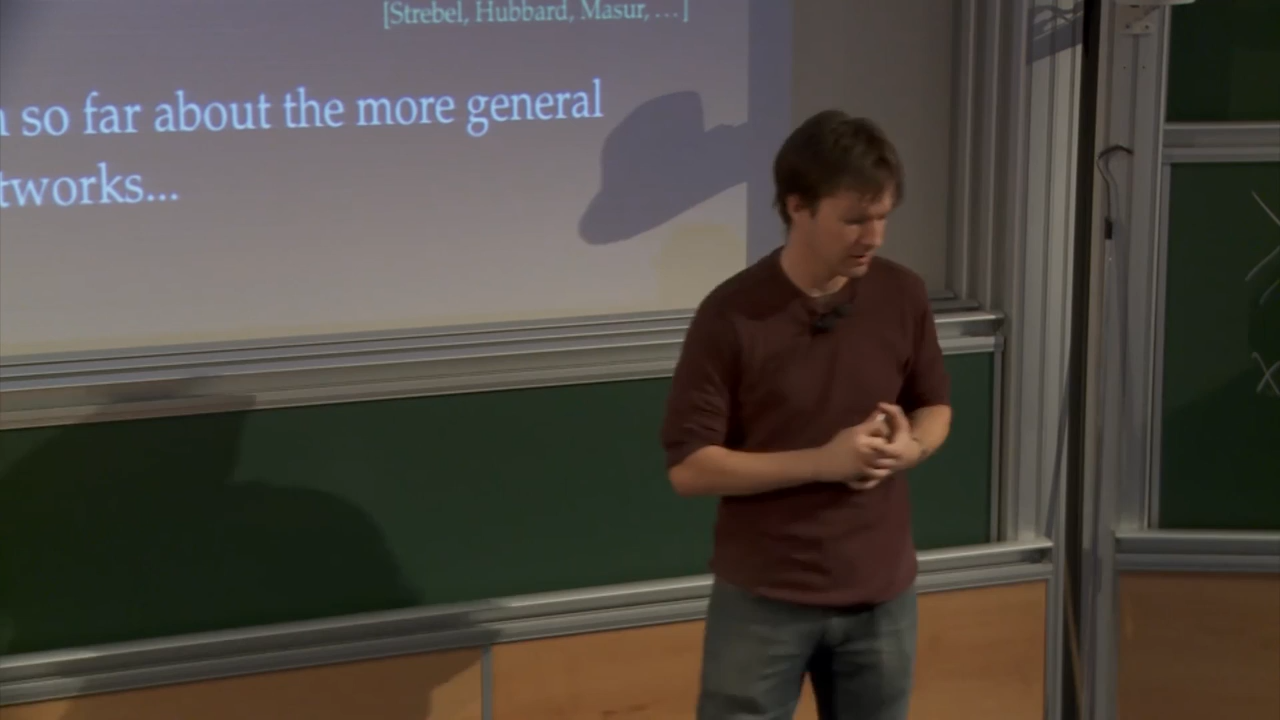 [Strebel, Hubbard, Masur, ...]
so far about the more general
tworks...